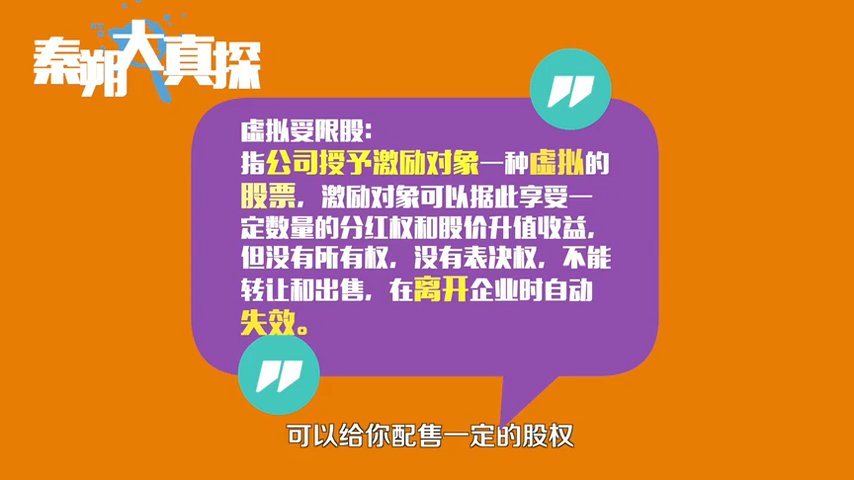 秦朔大真探
虚拟受限股：
指公司授予激励对象一种虚拟的
股票，激励对象可以据此享受一
定数量的分红权和股价升值收益，
但没有所有权，没有表决权，不能
转让和出售，在离开企业时自动
失效。
可以给你配售一定的股权